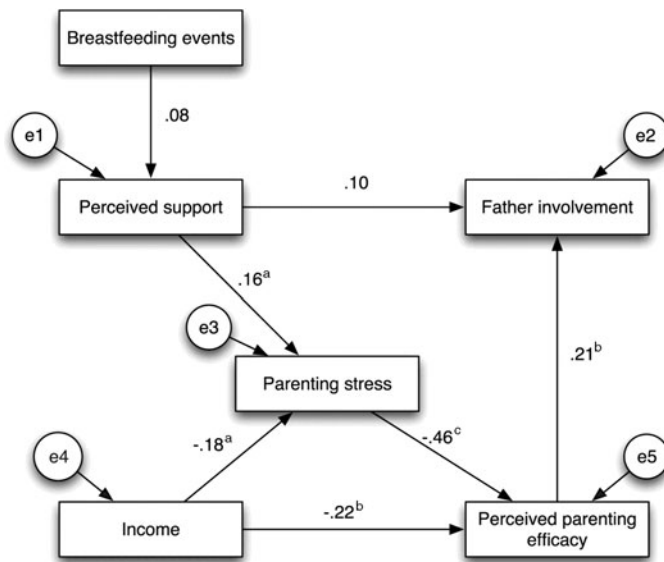 Breastfeeding events
.08
e1
e2
Perceived support
.10
Father involvement
.16a
e3
Parenting stress
.21b
-.18a
-.46c
e4
e5
Income
-.22b
Perceived parenting
efficacy